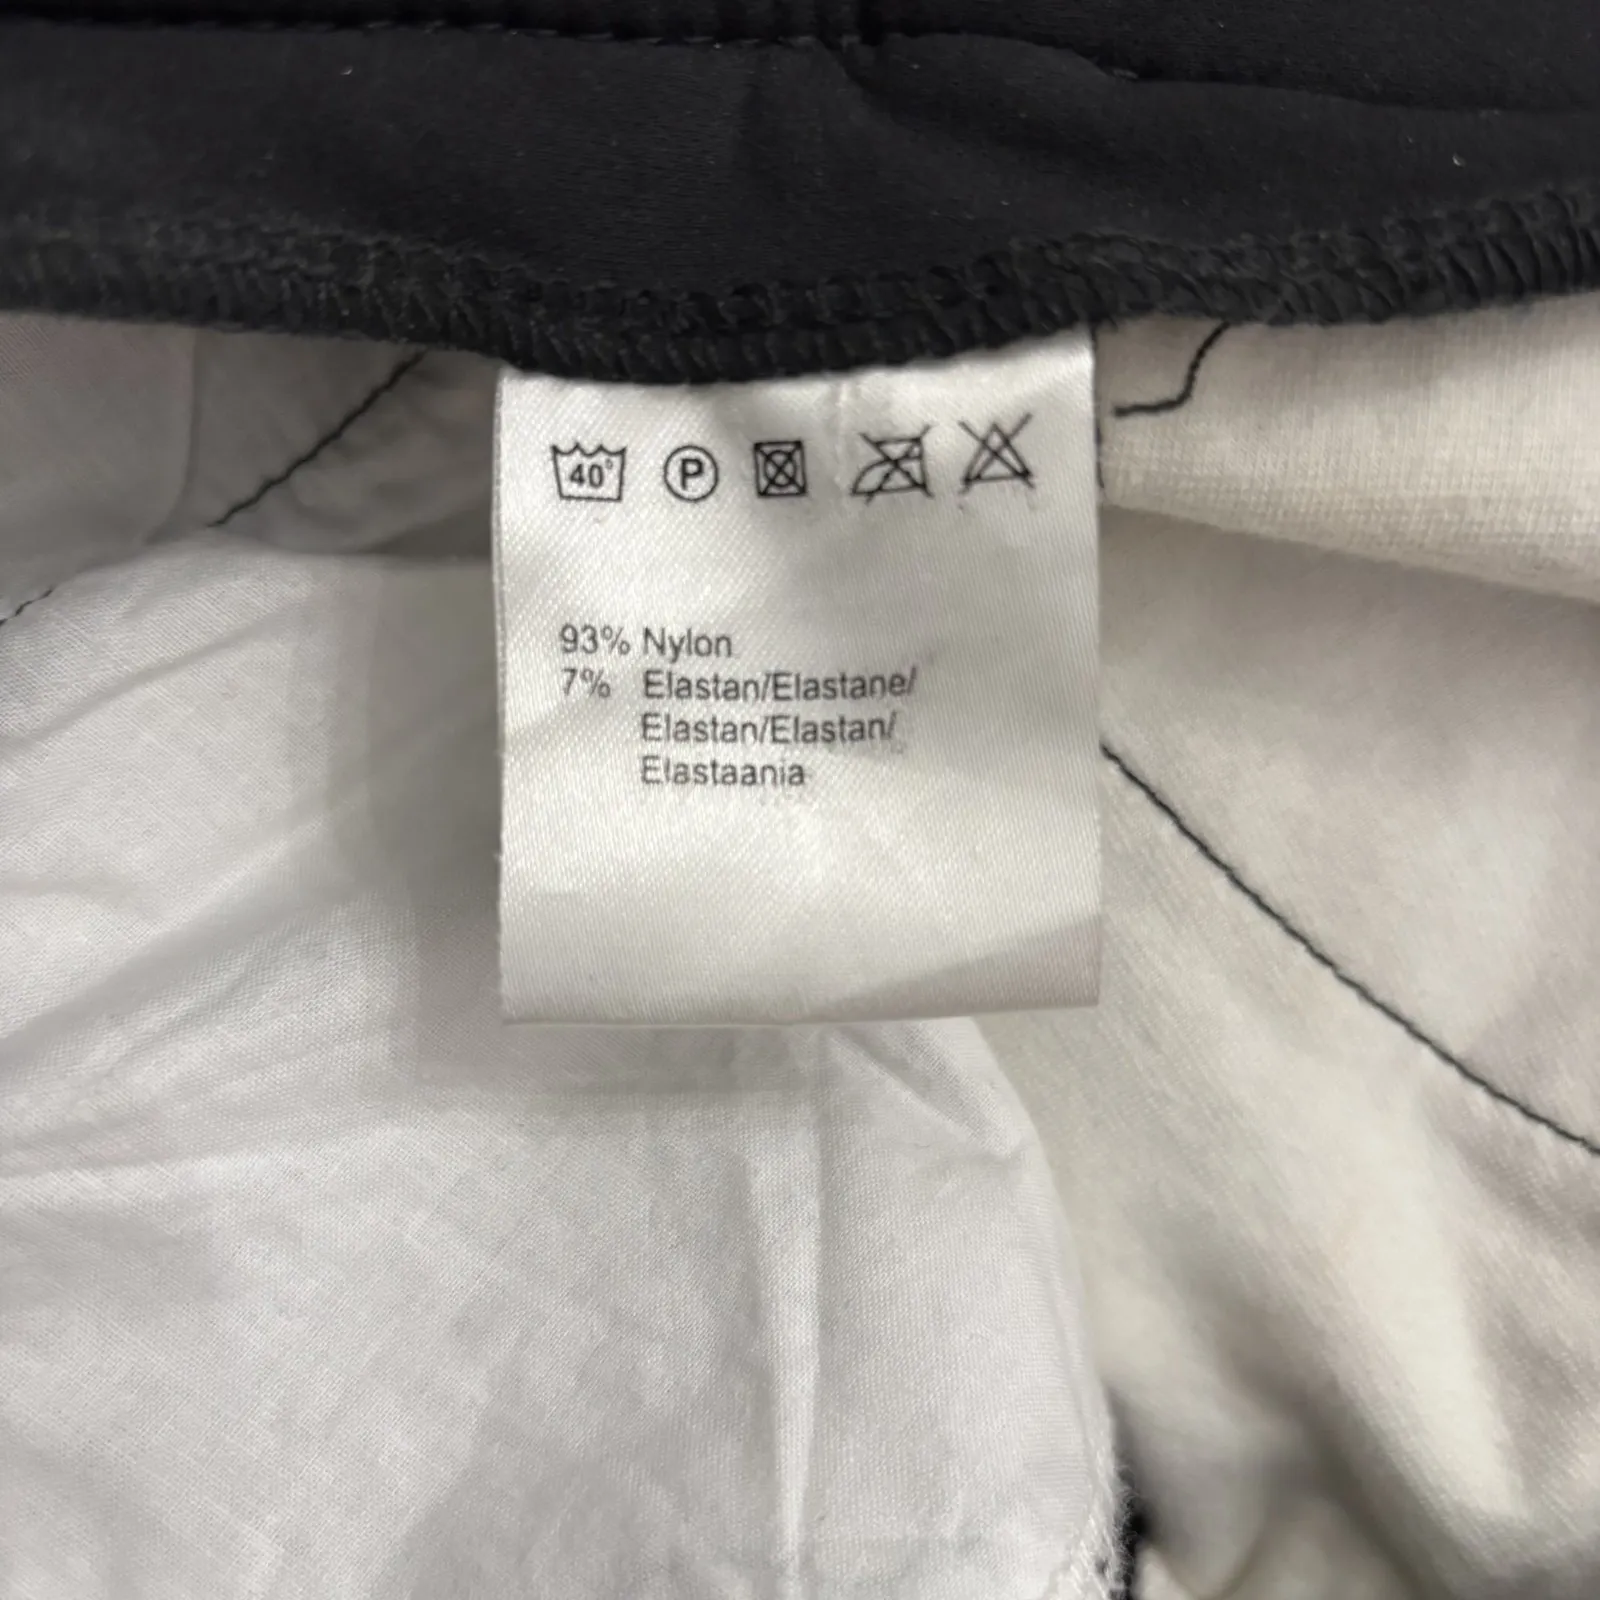 40°
P
93% Nylon
7% Elastan/Elastane/
Elastan/Elastan/
Elastaania